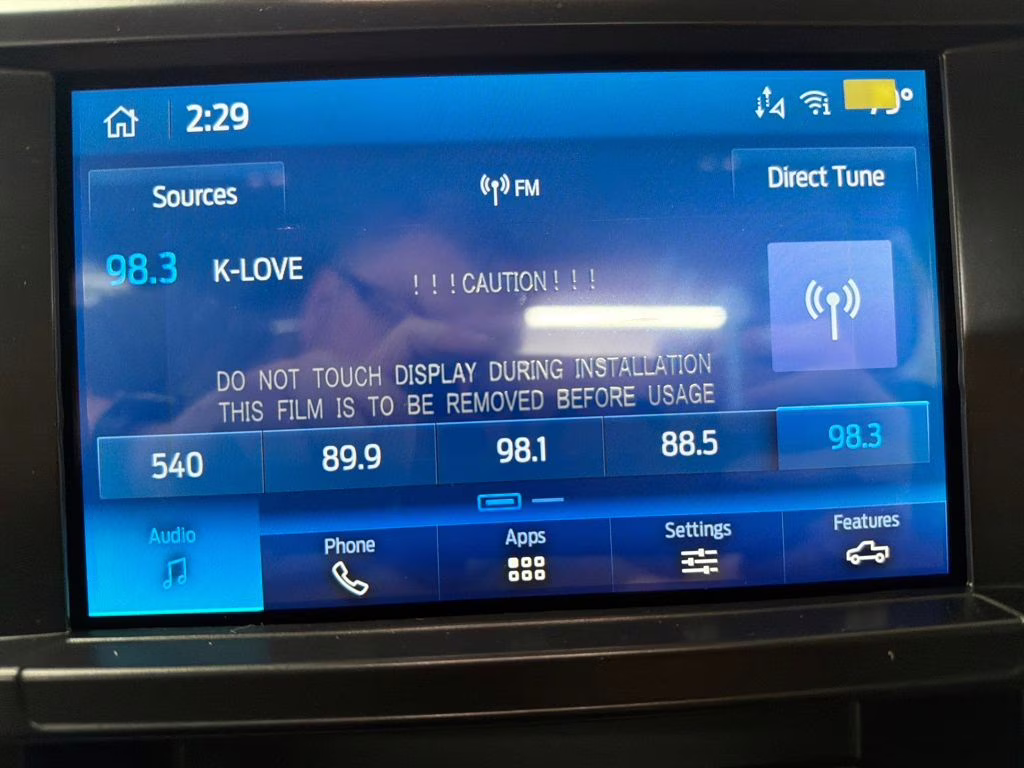 2:29
Sources
FM
Direct Tune
98.3 K-LOVE
! ! ! CAUTION ! ! !
DO NOT TOUCH DISPLAY DURING INSTALLATION
THIS FILM IS TO BE REMOVED BEFORE USAGE
540 89.9 98.1 88.5 98.3
Audio Phone Apps Settings Features